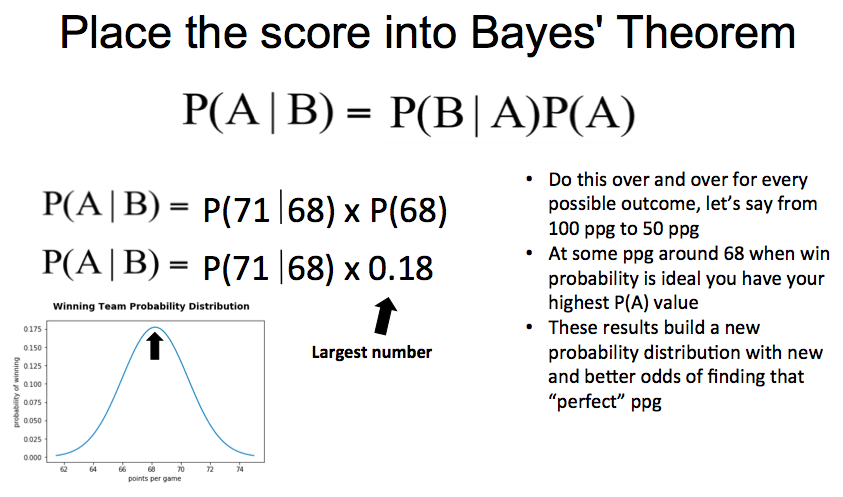 Place the score into Bayes' Theorem
P(A | B) = P(B | A)P(A)
P(A | B) = P(71 |68) x P(68)
P(A | B) = P(71 |68) x 0.18
Largest number
Winning Team Probability Distribution
probability of winning
0.175
0.150
0.125
0.100
0.075
0.050
0.025
0.000
62 64 66 68 70 72 74
points per game
• Do this over and over for every
possible outcome, let’s say from
100 ppg to 50 ppg
• At some ppg around 68 when win
probability is ideal you have your
highest P(A) value
• These results build a new
probability distribution with new
and better odds of finding that
“perfect” ppg